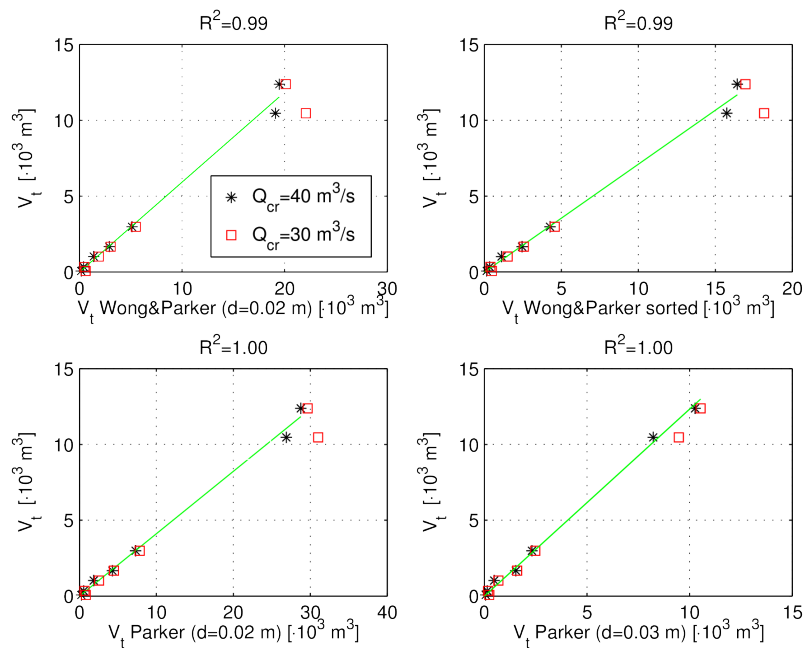 R²=0.99
15
10
5
0
V_t [·10³ m³]
0 10 20 30
V_t Wong&Parker (d=0.02 m) [·10³ m³]
Q_cr=40 m³/s
Q_cr=30 m³/s
R²=0.99
15
10
5
0
V_t [·10³ m³]
0 5 10 15 20
V_t Wong&Parker sorted [·10³ m³]
R²=1.00
15
10
5
0
V_t [·10³ m³]
0 10 20 30 40
V_t Parker (d=0.02 m) [·10³ m³]
R²=1.00
15
10
5
0
V_t [·10³ m³]
0 5 10 15
V_t Parker (d=0.03 m) [·10³ m³]